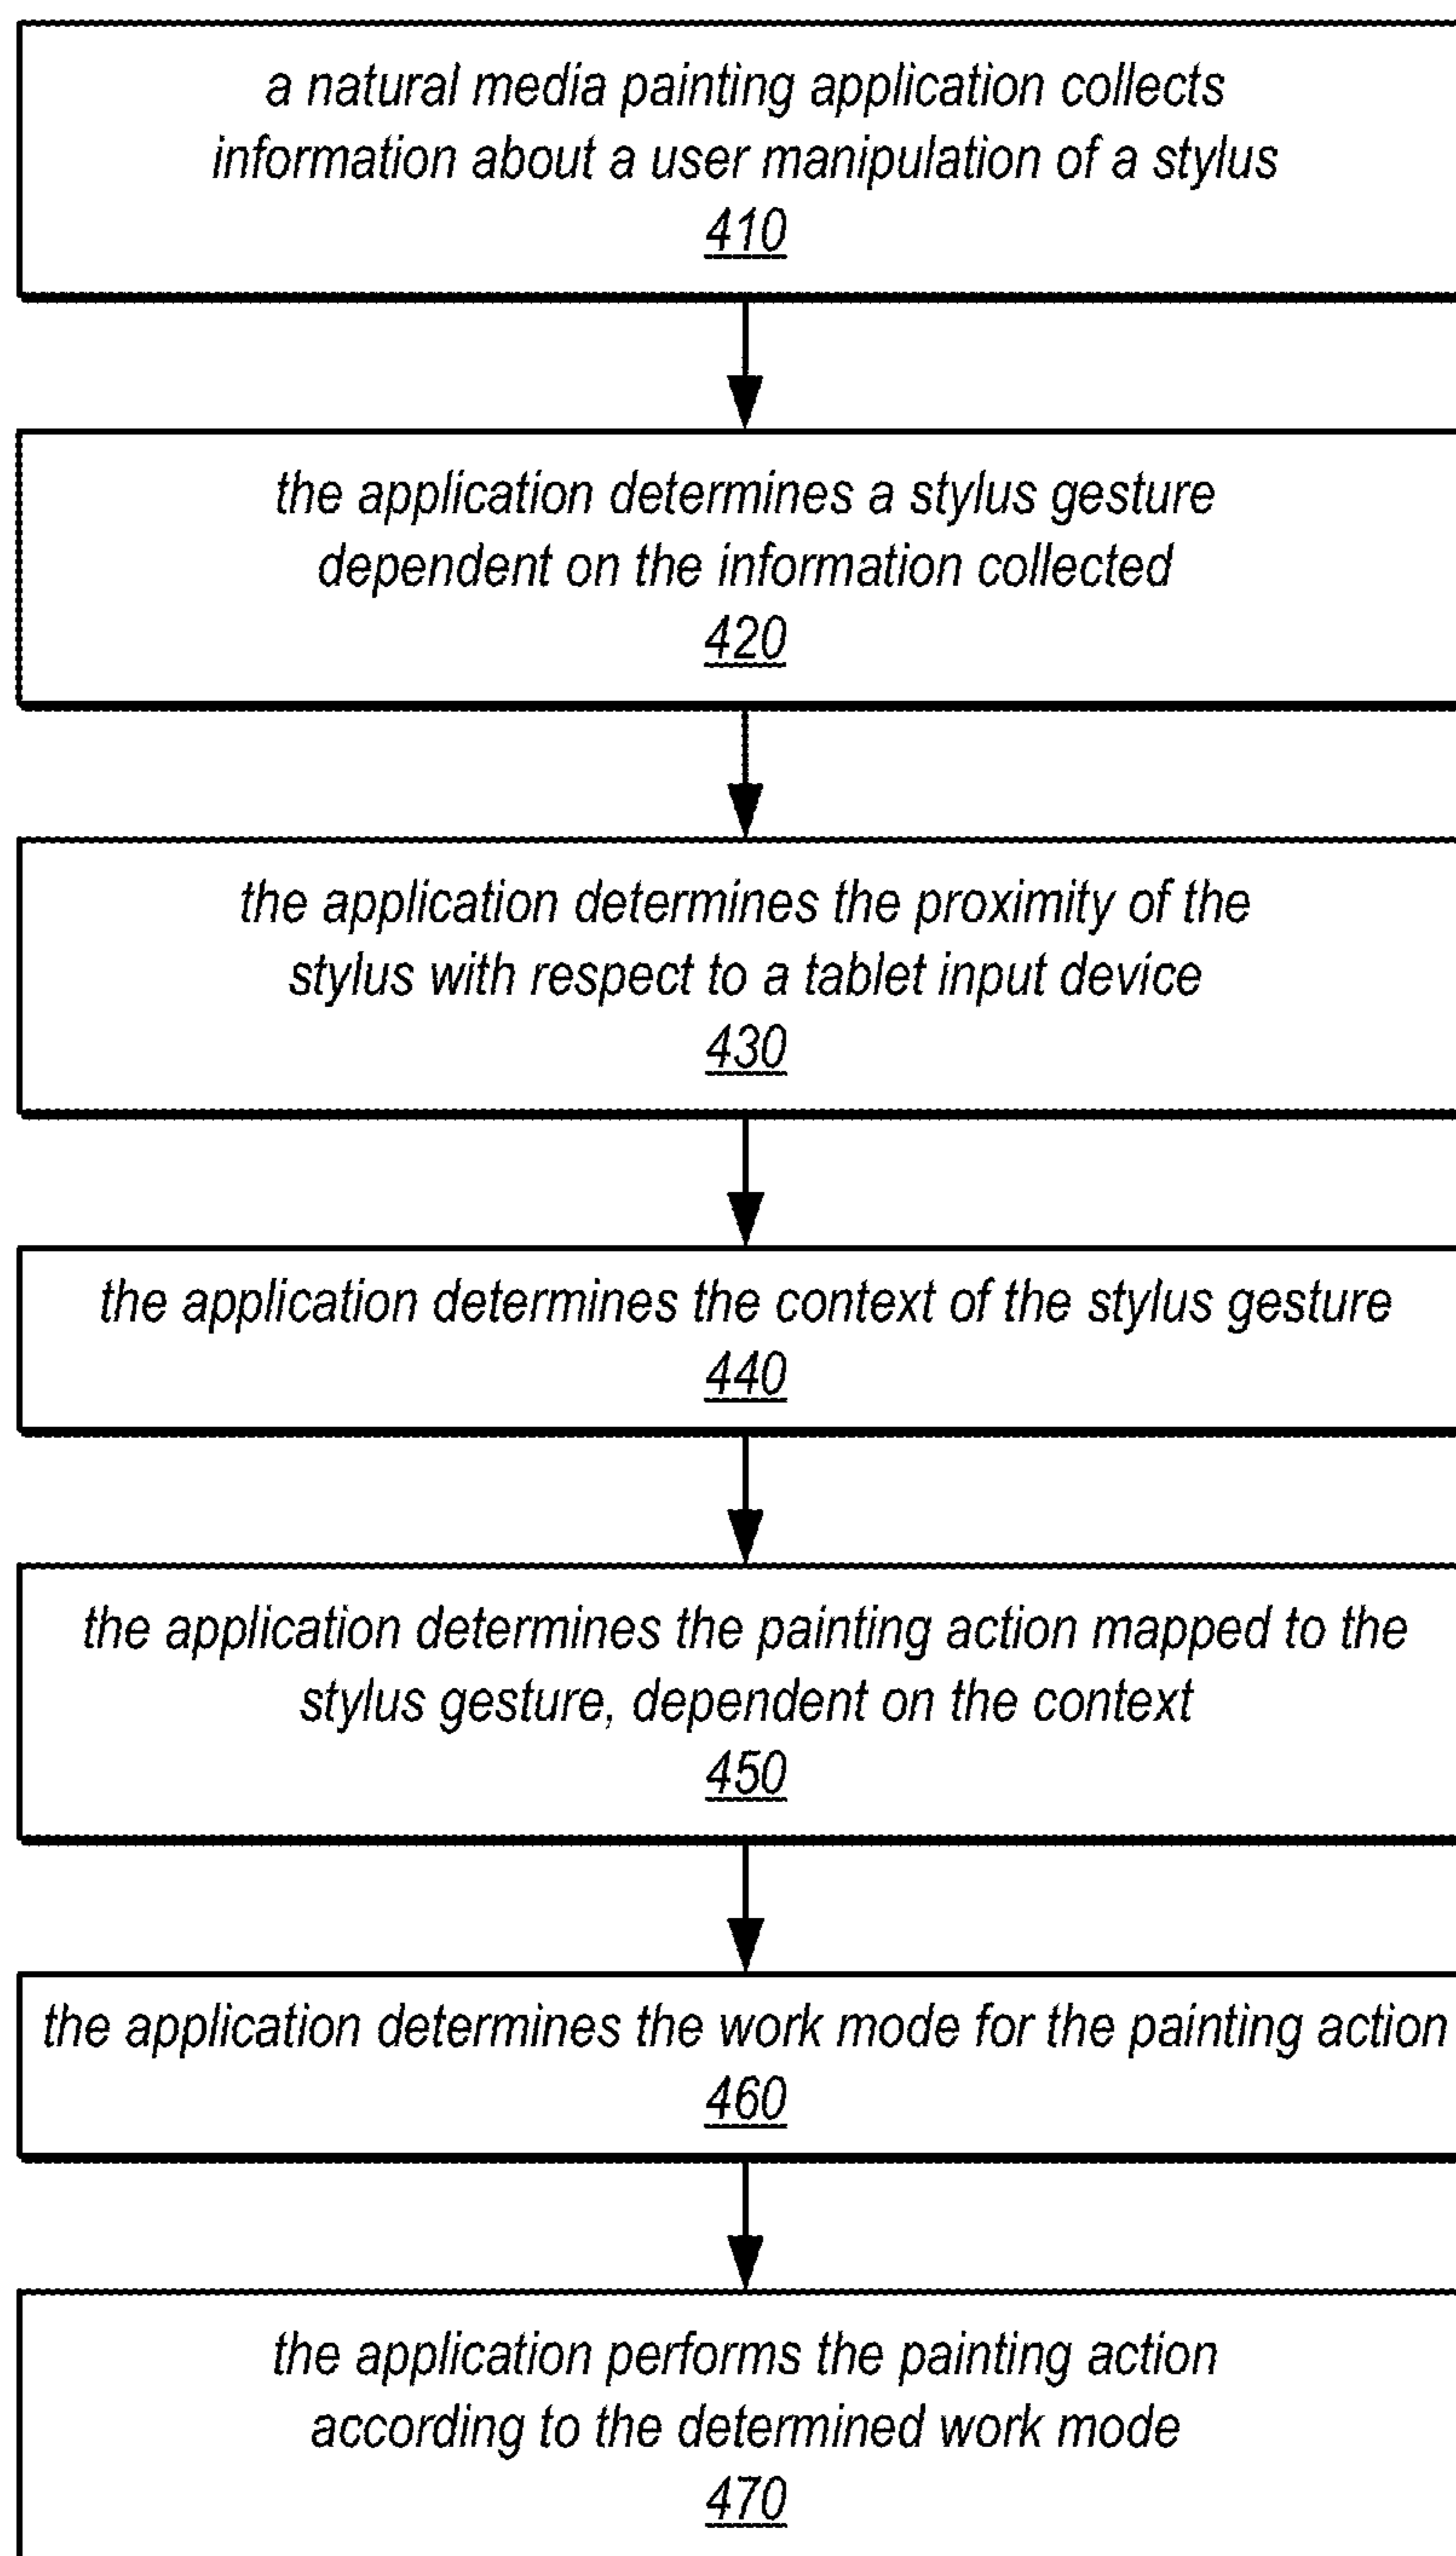 a natural media painting application collects
information about a user manipulation of a stylus
410
the application determines a stylus gesture
dependent on the information collected
420
the application determines the proximity of the
stylus with respect to a tablet input device
430
the application determines the context of the stylus gesture
440
the application determines the painting action mapped to the
stylus gesture, dependent on the context
450
the application determines the work mode for the painting action
460
the application performs the painting action
according to the determined work mode
470